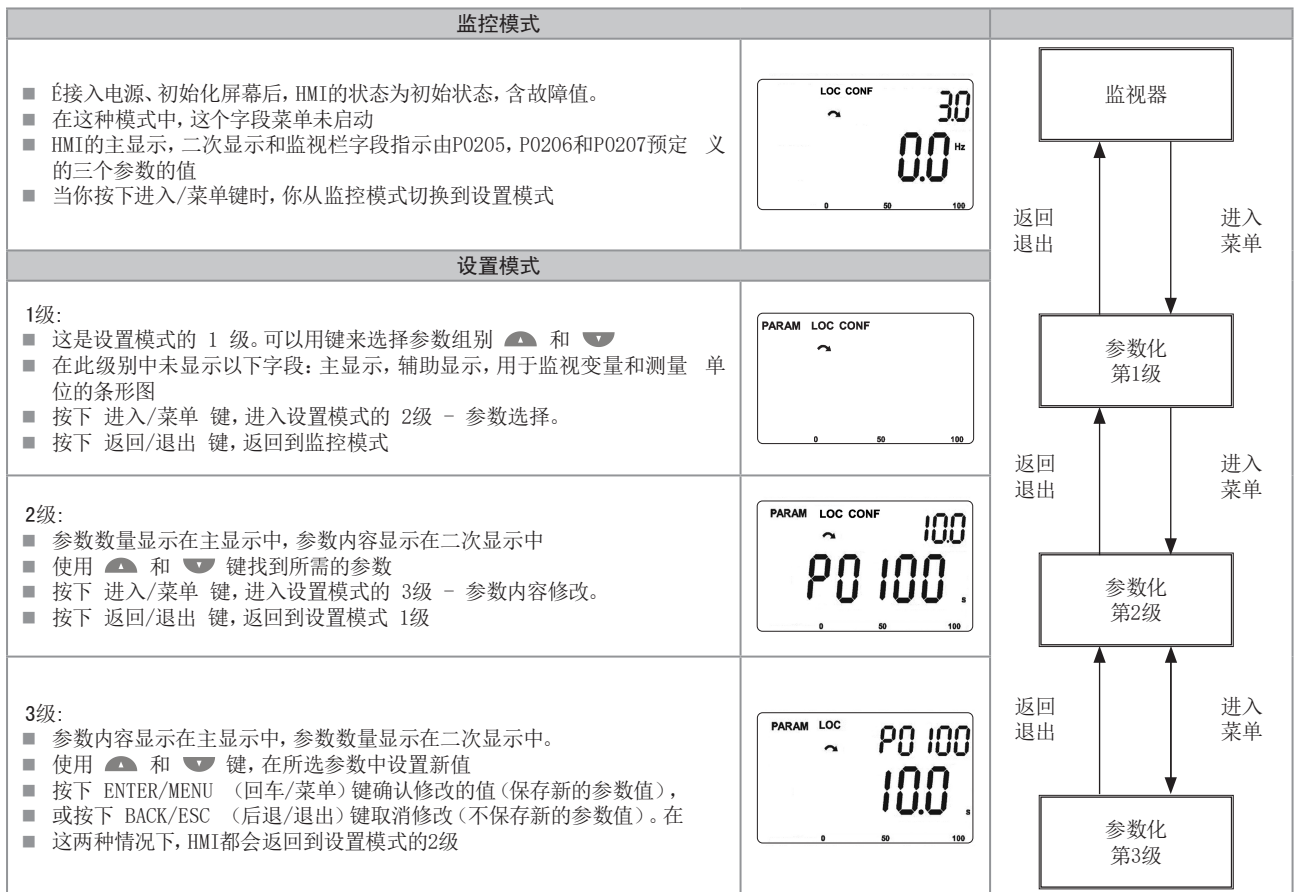 监控模式
■ É接入电源、初始化屏幕后, HMI的状态为初始状态, 含故障值。
■ 在这种模式中, 这个字段菜单未启动
■ HMI的主显示, 二次显示和监视栏字段指示由P0205, P0206和P0207预定 义
的三个参数的值
■ 当你按下进入/菜单键时, 你从监控模式切换到设置模式
LOC CONF
3.0
0.0 Hz
0 50 100
设置模式
1级:
■ 这是设置模式的 1 级。可以用键来选择参数组别 和
■ 在此级别中未显示以下字段: 主显示, 辅助显示, 用于监视变量和测量 单
位的条形图
■ 按下 进入/菜单 键, 进入设置模式的 2级 - 参数选择。
■ 按下 返回/退出 键, 返回到监控模式
PARAM LOC CONF
0 50 100
2级:
■ 参数数量显示在主显示中, 参数内容显示在二次显示中
■ 使用 和 键找到所需的参数
■ 按下 进入/菜单 键, 进入设置模式的 3级 - 参数内容修改。
■ 按下 返回/退出 键, 返回到设置模式 1级
PARAM LOC CONF
10.0
P0100 s
0 50 100
3级:
■ 参数内容显示在主显示中, 参数数量显示在二次显示中。
■ 使用 和 键, 在所选参数中设置新值
■ 按下 ENTER/MENU (回车/菜单)键确认修改的值(保存新的参数值),
■ 或按下 BACK/ESC (后退/退出)键取消修改(不保存新的参数值)。在
■ 这两种情况下, HMI都会返回到设置模式的2级
PARAM LOC
P0100
10.0 s
0 50 100
监视器
返回
退出
进入
菜单
参数化
第1级
返回
退出
进入
菜单
参数化
第2级
返回
退出
进入
菜单
参数化
第3级